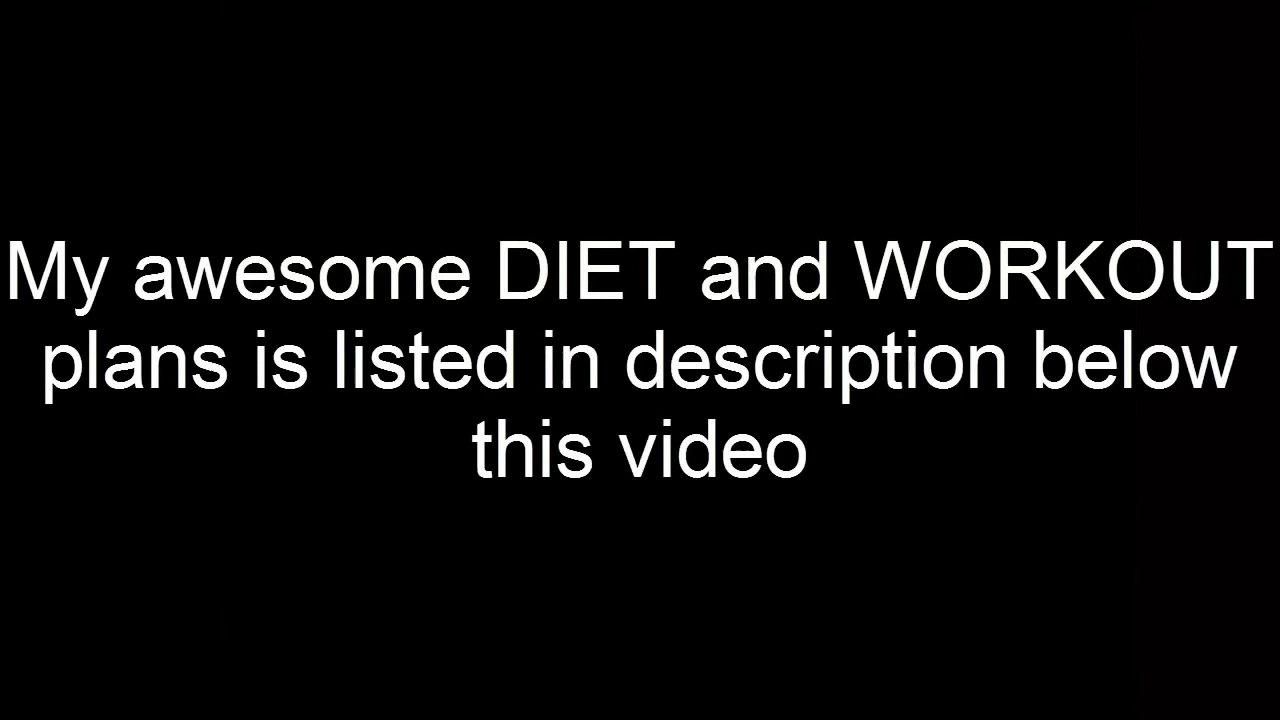 My awesome DIET and WORKOUT
plans is listed in description below
this video